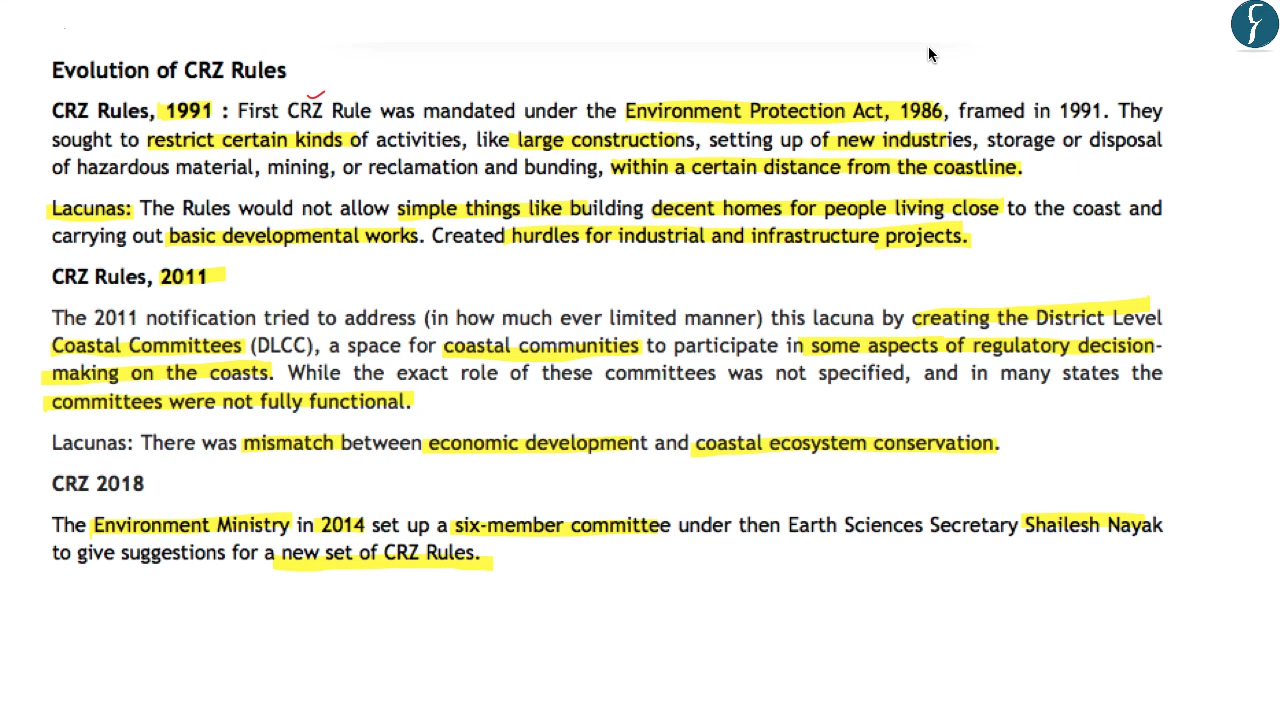 Evolution of CRZ Rules
CRZ Rules, 1991 : First CRZ Rule was mandated under the Environment Protection Act, 1986, framed in 1991. They
sought to restrict certain kinds of activities, like large constructions, setting up of new industries, storage or disposal
of hazardous material, mining, or reclamation and bunding, within a certain distance from the coastline.
Lacunas: The Rules would not allow simple things like building decent homes for people living close to the coast and
carrying out basic developmental works. Created hurdles for industrial and infrastructure projects.
CRZ Rules, 2011
The 2011 notification tried to address (in how much ever limited manner) this lacuna by creating the District Level
Coastal Committees (DLCC), a space for coastal communities to participate in some aspects of regulatory decision-
making on the coasts. While the exact role of these committees was not specified, and in many states the
committees were not fully functional.
Lacunas: There was mismatch between economic development and coastal ecosystem conservation.
CRZ 2018
The Environment Ministry in 2014 set up a six-member committee under then Earth Sciences Secretary Shailesh Nayak
to give suggestions for a new set of CRZ Rules.